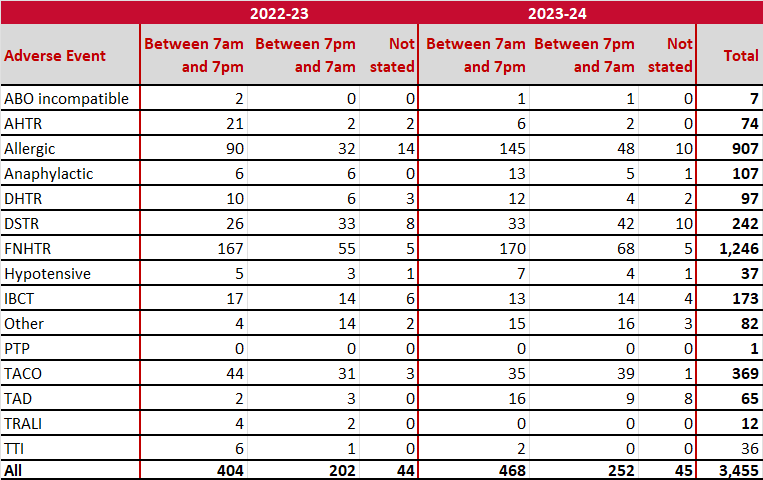 2022-23 2023-24
Adverse Event Between 7am and 7pm Between 7pm and 7am Not stated Between 7am and 7pm Between 7pm and 7am Not stated Total
ABO incompatible 2 0 0 1 1 0 7
AHTR 21 2 2 6 2 0 74
Allergic 90 32 14 145 48 10 907
Anaphylactic 6 6 0 13 5 1 107
DHTR 10 6 3 12 4 2 97
DSTR 26 33 8 33 42 10 242
FNHTR 167 55 5 170 68 5 1,246
Hypotensive 5 3 1 7 4 1 37
IBCT 17 14 6 13 14 4 173
Other 4 14 2 15 16 3 82
PTP 0 0 0 0 0 0 1
TACO 44 31 3 35 39 1 369
TAD 2 3 0 16 9 8 65
TRALI 4 2 0 0 0 0 12
TTI 6 1 0 2 0 0 36
All 404 202 44 468 252 45 3,455